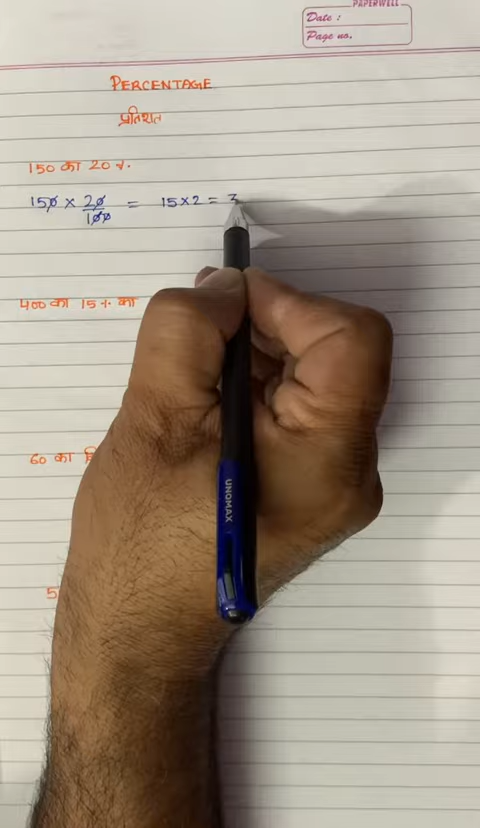 PAPERWELL
Date :
Page no.
PERCENTAGE
प्रतिशत
150 का 20 %.
150 × 20/100 = 15 × 2 = 3
400 का 15 % का
60 का
5
UNOMAX